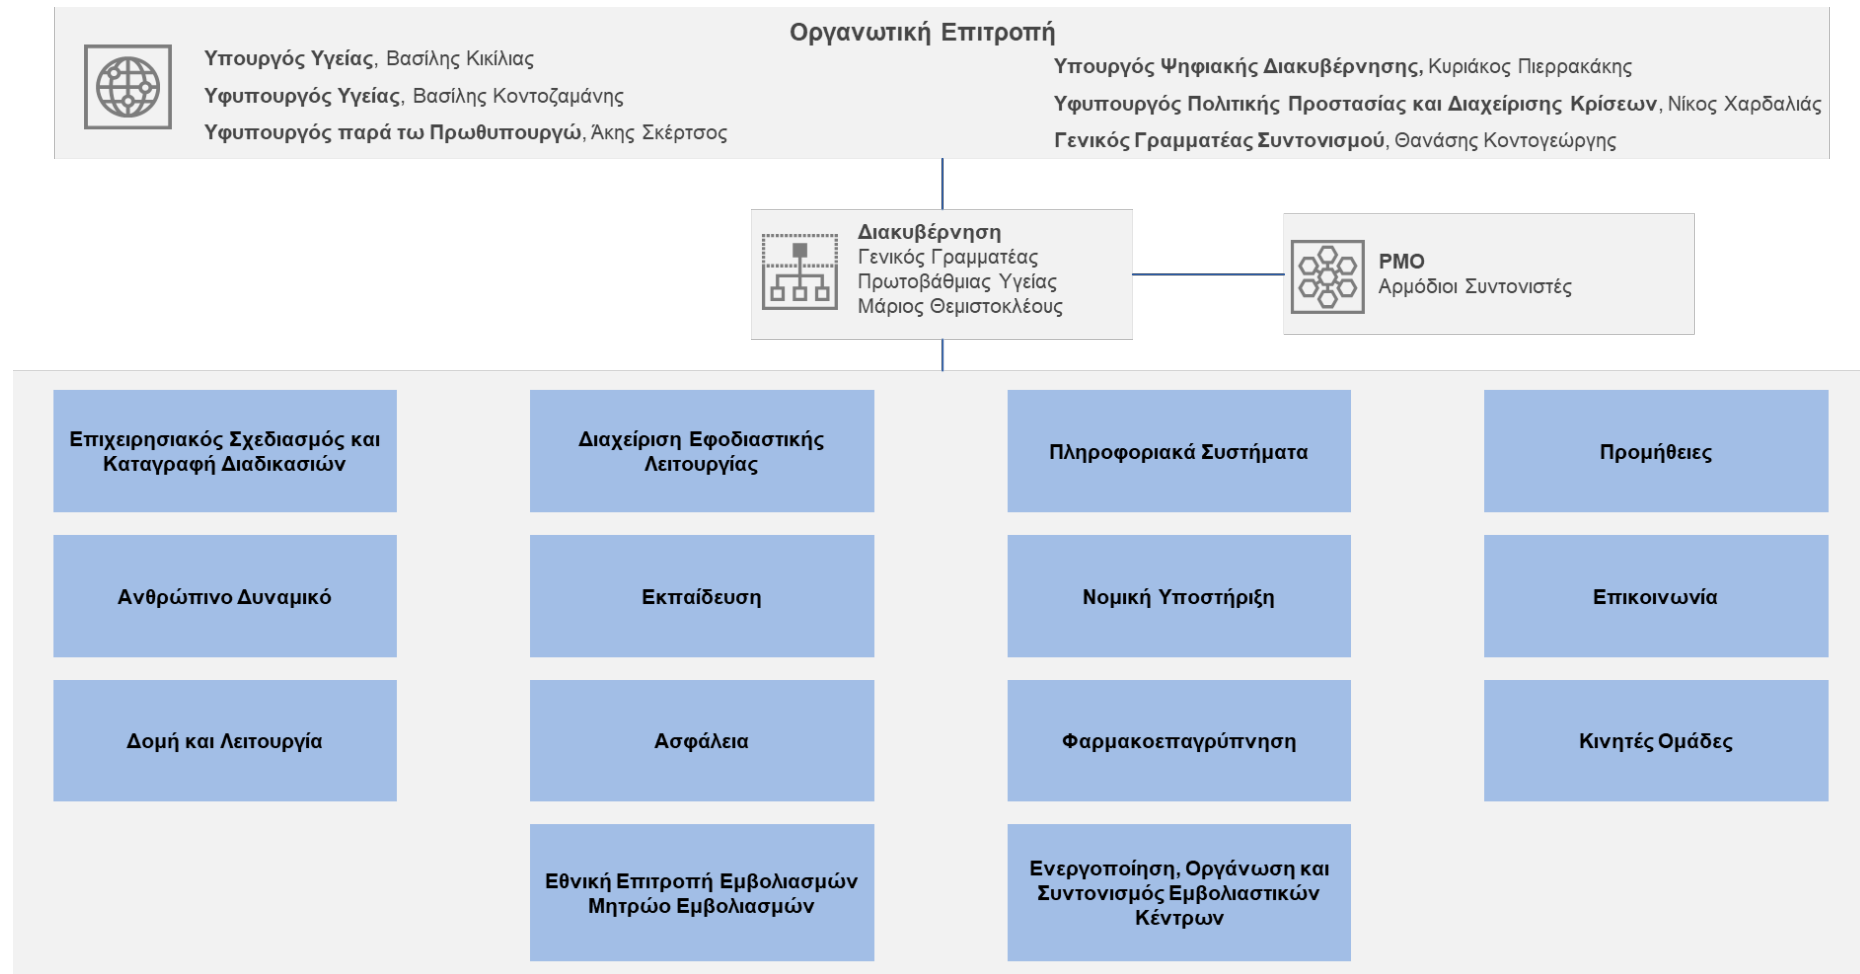 Οργανωτική Επιτροπή
Υπουργός Υγείας, Βασίλης Κικίλιας
Υφυπουργός Υγείας, Βασίλης Κοντοζαμάνης
Υφυπουργός παρά τω Πρωθυπουργώ, Άκης Σκέρτσος
Υπουργός Ψηφιακής Διακυβέρνησης, Κυριάκος Πιερρακάκης
Υφυπουργός Πολιτικής Προστασίας και Διαχείρισης Κρίσεων, Νίκος Χαρδαλιάς
Γενικός Γραμματέας Συντονισμού, Θανάσης Κοντογεώργης
Διακυβέρνηση
Γενικός Γραμματέας
Πρωτοβάθμιας Υγείας
Μάριος Θεμιστοκλέους
PMO
Αρμόδιοι Συντονιστές
Επιχειρησιακός Σχεδιασμός και
Καταγραφή Διαδικασιών
Διαχείριση Εφοδιαστικής
Λειτουργίας
Πληροφοριακά Συστήματα
Προμήθειες
Ανθρώπινο Δυναμικό
Εκπαίδευση
Νομική Υποστήριξη
Επικοινωνία
Δομή και Λειτουργία
Ασφάλεια
Φαρμακοεπαγρύπνηση
Κινητές Ομάδες
Εθνική Επιτροπή Εμβολιασμών
Μητρώο Εμβολιασμών
Ενεργοποίηση, Οργάνωση και
Συντονισμός Εμβολιαστικών
Κέντρων